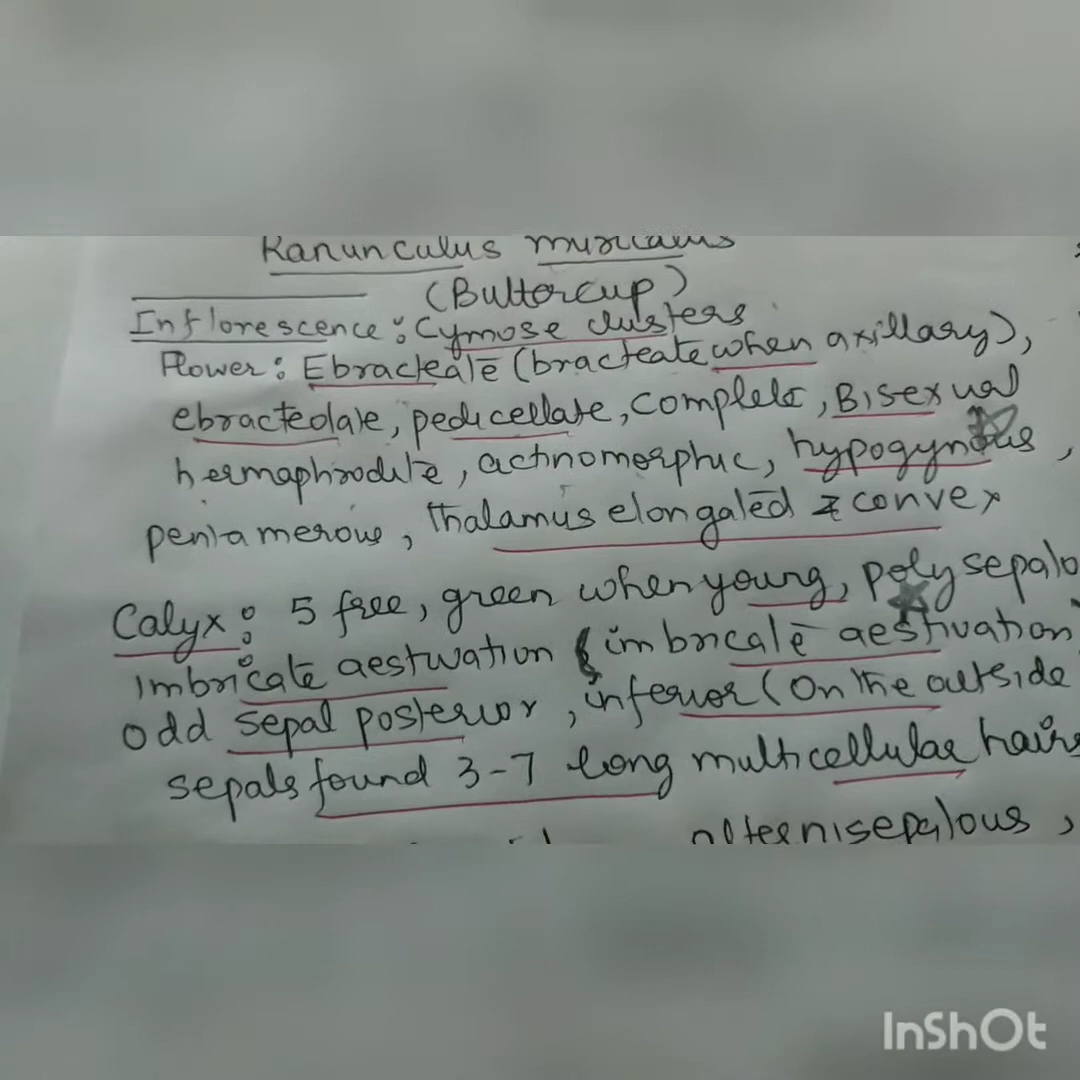 Ranunculus muricatus
(Buttercup)
Inflorescence: Cymose clusters
Flower: Ebracteate (bracteate when axillary),
ebracteolate, pedicellate, complete, Bisexual
hermaphrodite, actinomorphic, hypogynous,
pentamerous, Thalamus elongated & convex
Calyx: 5 free, green when young, polysepalo
imbricate aestivation (imbricate aestivation
odd sepal posterior, inferior (On the outside
sepals found 3-7 long multicellular hairs
alternisepalous,
InShOt